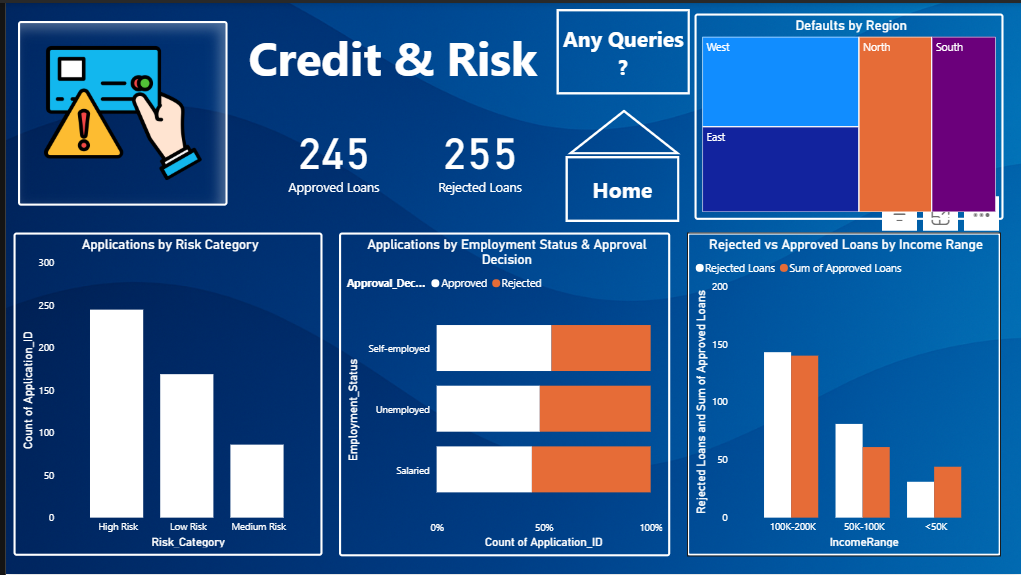 Credit & Risk
Any Queries
?
Home
245
Approved Loans
255
Rejected Loans
Defaults by Region
West
North
South
East
Applications by Risk Category
300
250
200
150
100
50
0
Count of Application_ID
High Risk
Low Risk
Medium Risk
Risk_Category
Applications by Employment Status & Approval
Decision
Approval_Dec... Approved Rejected
Employment_Status
Self-employed
Unemployed
Salaried
0%
50%
100%
Count of Application_ID
Rejected vs Approved Loans by Income Range
Rejected Loans Sum of Approved Loans
200
150
100
50
0
Rejected Loans and Sum of Approved Loans
100K-200K
50K-100K
<50K
IncomeRange